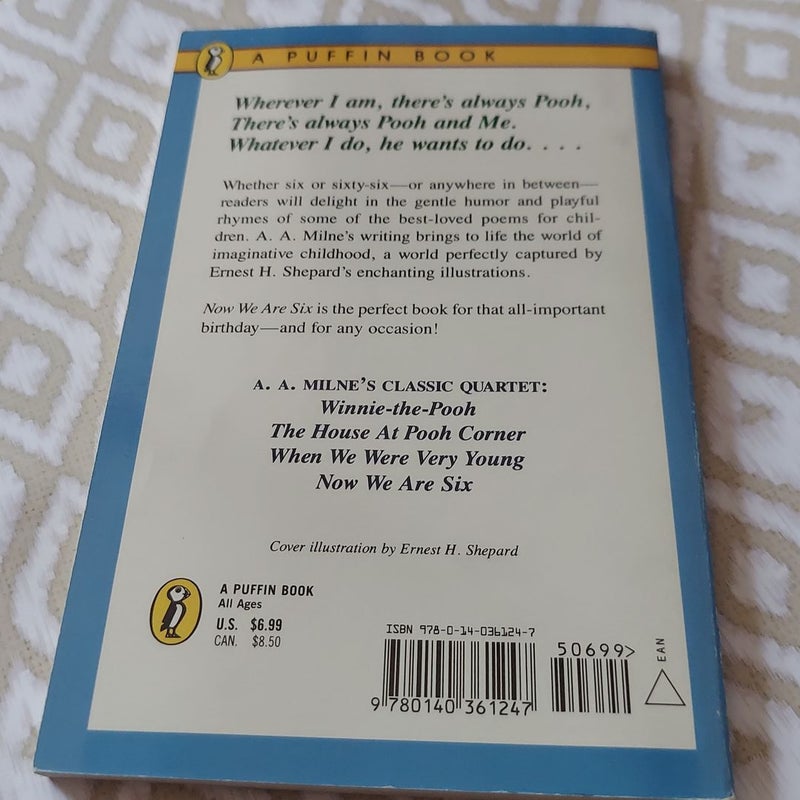 A PUFFIN BOOK
Wherever I am, there's always Pooh,
There's always Pooh and Me.
Whatever I do, he wants to do. . . .
Whether six or sixty-six—or anywhere in between—
readers will delight in the gentle humor and playful
rhymes of some of the best-loved poems for chil-
dren. A. A. Milne's writing brings to life the world of
imaginative childhood, a world perfectly captured by
Ernest H. Shepard's enchanting illustrations.
Now We Are Six is the perfect book for that all-important
birthday—and for any occasion!
A. A. MILNE'S CLASSIC QUARTET:
Winnie-the-Pooh
The House At Pooh Corner
When We Were Very Young
Now We Are Six
Cover illustration by Ernest H. Shepard
A PUFFIN BOOK
All Ages
U.S. $6.99
CAN. $8.50
ISBN 978-0-14-036124-7
50699>
EAN
9 780140 361247